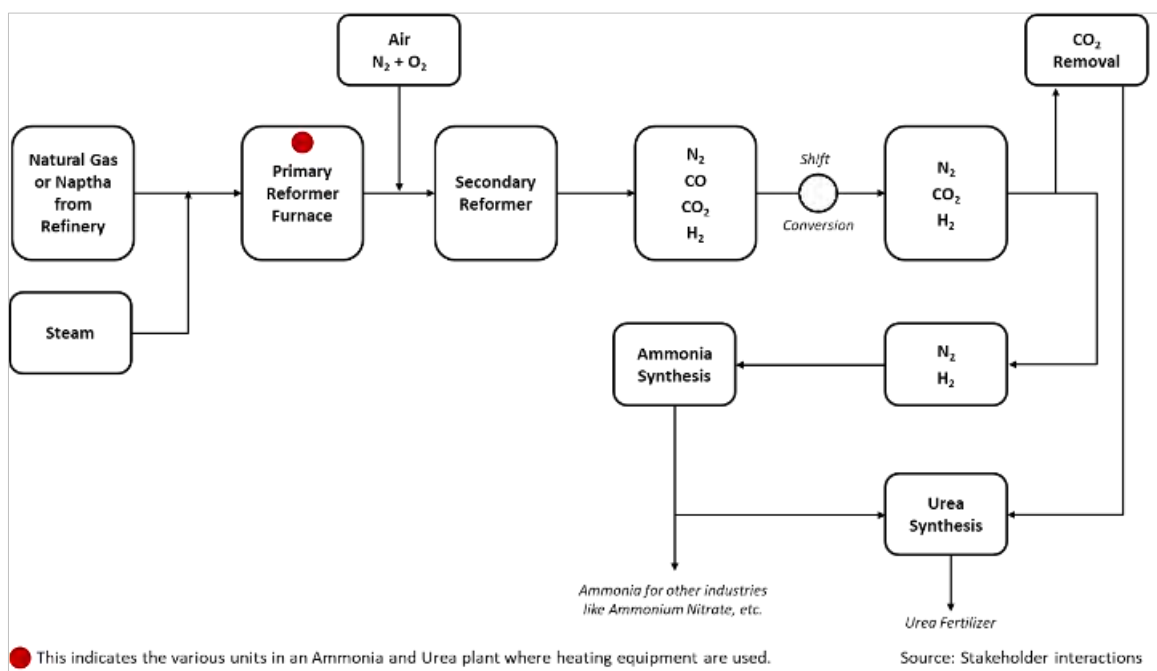 Air
N₂ + O₂
CO₂
Removal
Natural Gas
or Naptha
from
Refinery
Primary
Reformer
Furnace
Secondary
Reformer
N₂
CO
CO₂
H₂
Shift
Conversion
N₂
CO₂
H₂
Steam
Ammonia
Synthesis
N₂
H₂
Urea
Synthesis
Ammonia for other industries
like Ammonium Nitrate, etc.
Urea Fertilizer
This indicates the various units in an Ammonia and Urea plant where heating equipment are used.
Source: Stakeholder interactions